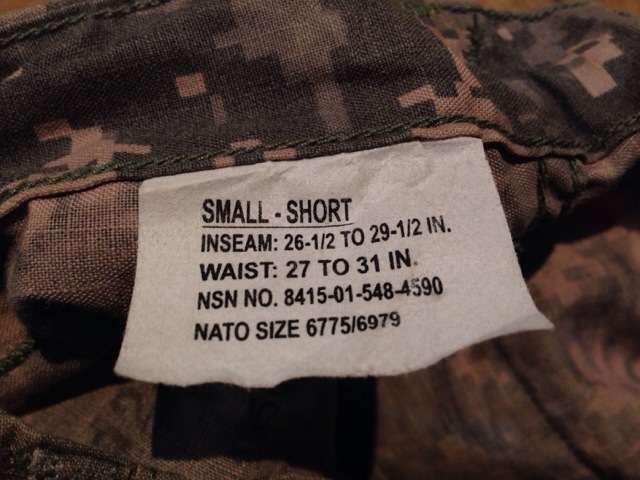 SMALL - SHORT
INSEAM: 26-1/2 TO 29-1/2 IN.
WAIST: 27 TO 31 IN.
NSN NO. 8415-01-548-4590
NATO SIZE 6775/6979